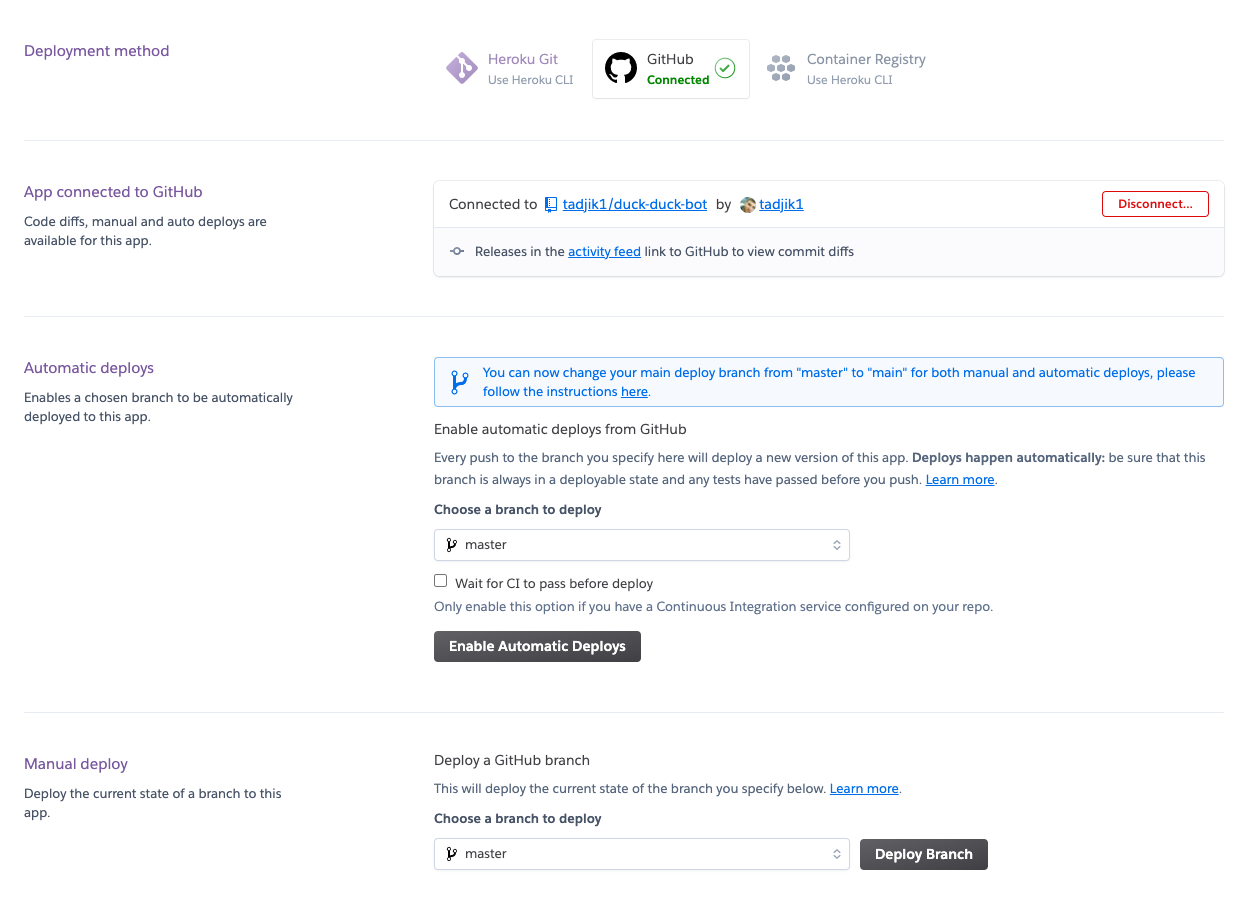 Deployment method
Heroku Git
Use Heroku CLI
GitHub
Connected
Container Registry
Use Heroku CLI
App connected to GitHub
Code diffs, manual and auto deploys are
available for this app.
Connected to tadjik1/duck-duck-bot by tadjik1
Disconnect...
Releases in the activity feed link to GitHub to view commit diffs
Automatic deploys
Enables a chosen branch to be automatically
deployed to this app.
You can now change your main deploy branch from "master" to "main" for both manual and automatic deploys, please
follow the instructions here.
Enable automatic deploys from GitHub
Every push to the branch you specify here will deploy a new version of this app. Deploys happen automatically: be sure that this
branch is always in a deployable state and any tests have passed before you push. Learn more.
Choose a branch to deploy
master
Wait for CI to pass before deploy
Only enable this option if you have a Continuous Integration service configured on your repo.
Enable Automatic Deploys
Manual deploy
Deploy the current state of a branch to this
app.
Deploy a GitHub branch
This will deploy the current state of the branch you specify below. Learn more.
Choose a branch to deploy
master
Deploy Branch